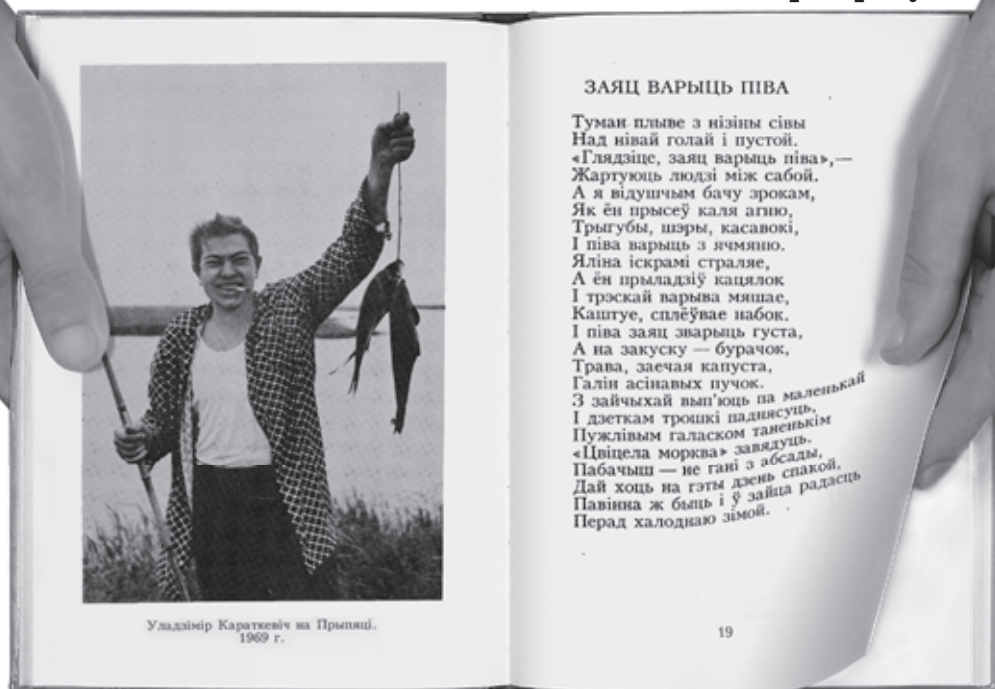 Уладзімір Караткевіч на Прыпяці.
1969 г.
ЗАЯЦ ВАРЫЦЬ ПІВА
Туман плыве з нізіны сівы
Над нівай голай і пустой.
«Глядзіце, заяц варыць піва»,—
Жартуюць людзі між сабой.
А я відушчым бачу зрокам,
Як ён прысеў каля агню,
Трыгубы, шэры, касавокі,
І піва варыць з ячмяню.
Яліна іскрамі страляе,
А ён прыладзіў кацялок
І трэскай варыва мяшае,
Каштуе, сплёўвае набок.
І піва заяц зварыць густа,
А на закуску — бурачок,
Трава, заечая капуста,
Галін асінавых пучок.
З зайчыхай вып'юць па маленькай
І дзеткам трошкі паднясуць,
Пужлівым галаском таненькім
«Цвіцела морква» завядуць.
Пабачыш — не гані з абсады,
Дай хоць на гэты дзень спакой,
Павінна ж быць і ў зайца радасць
Перад халоднаю зімой.
19